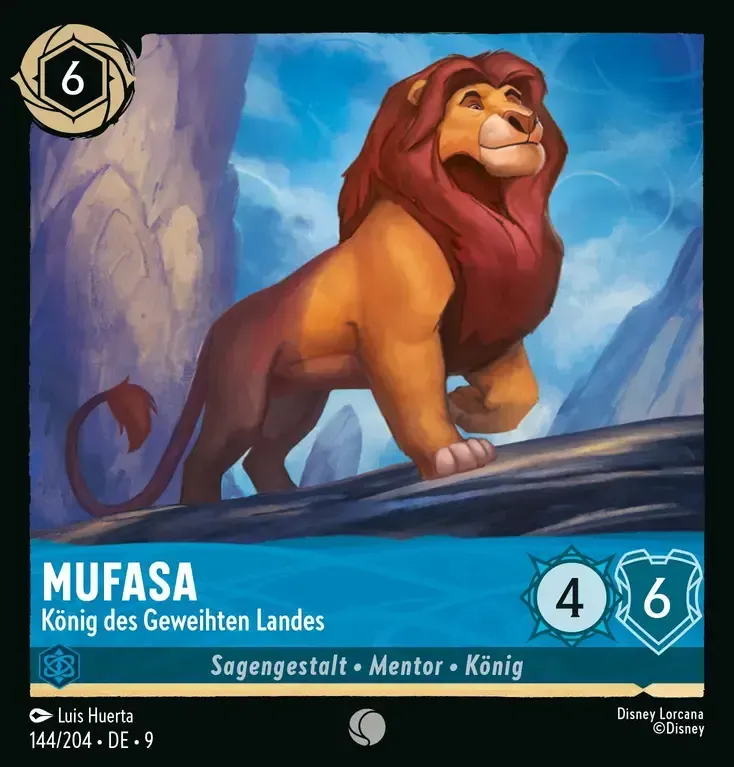 6
MUFASA
König des Geweihten Landes
4
6
Sagengestalt • Mentor • König
Luis Huerta
144/204 • DE • 9
Disney Lorcana
©Disney